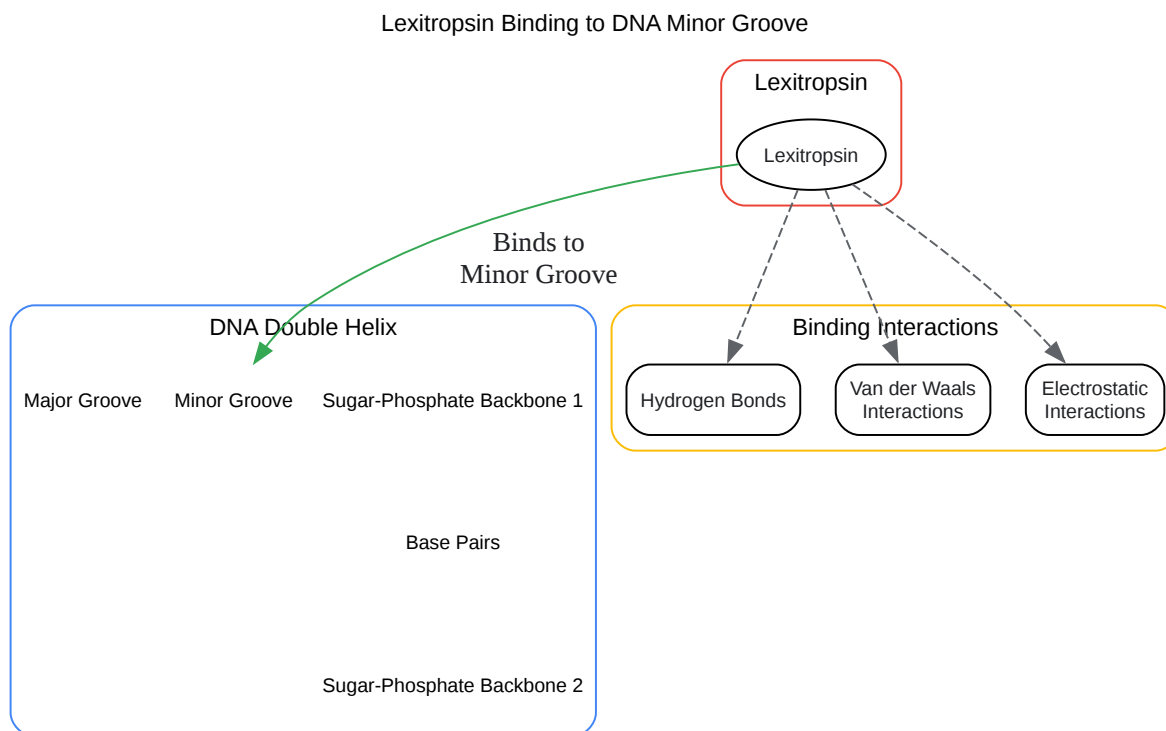 Lexitropsin Binding to DNA Minor Groove
Lexitropsin
Lexitropsin
Binds to
Minor Groove
DNA Double Helix
Major Groove
Minor Groove
Sugar-Phosphate Backbone 1
Base Pairs
Sugar-Phosphate Backbone 2
Binding Interactions
Hydrogen Bonds
Van der Waals
Interactions
Electrostatic
Interactions